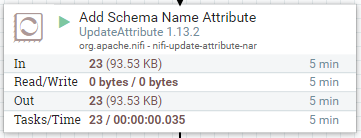 Add Schema Name Attribute
UpdateAttribute 1.13.2
org.apache.nifi - nifi-update-attribute-nar
In 23 (93.53 KB) 5 min
Read/Write 0 bytes / 0 bytes 5 min
Out 23 (93.53 KB) 5 min
Tasks/Time 23 / 00:00:00.035 5 min